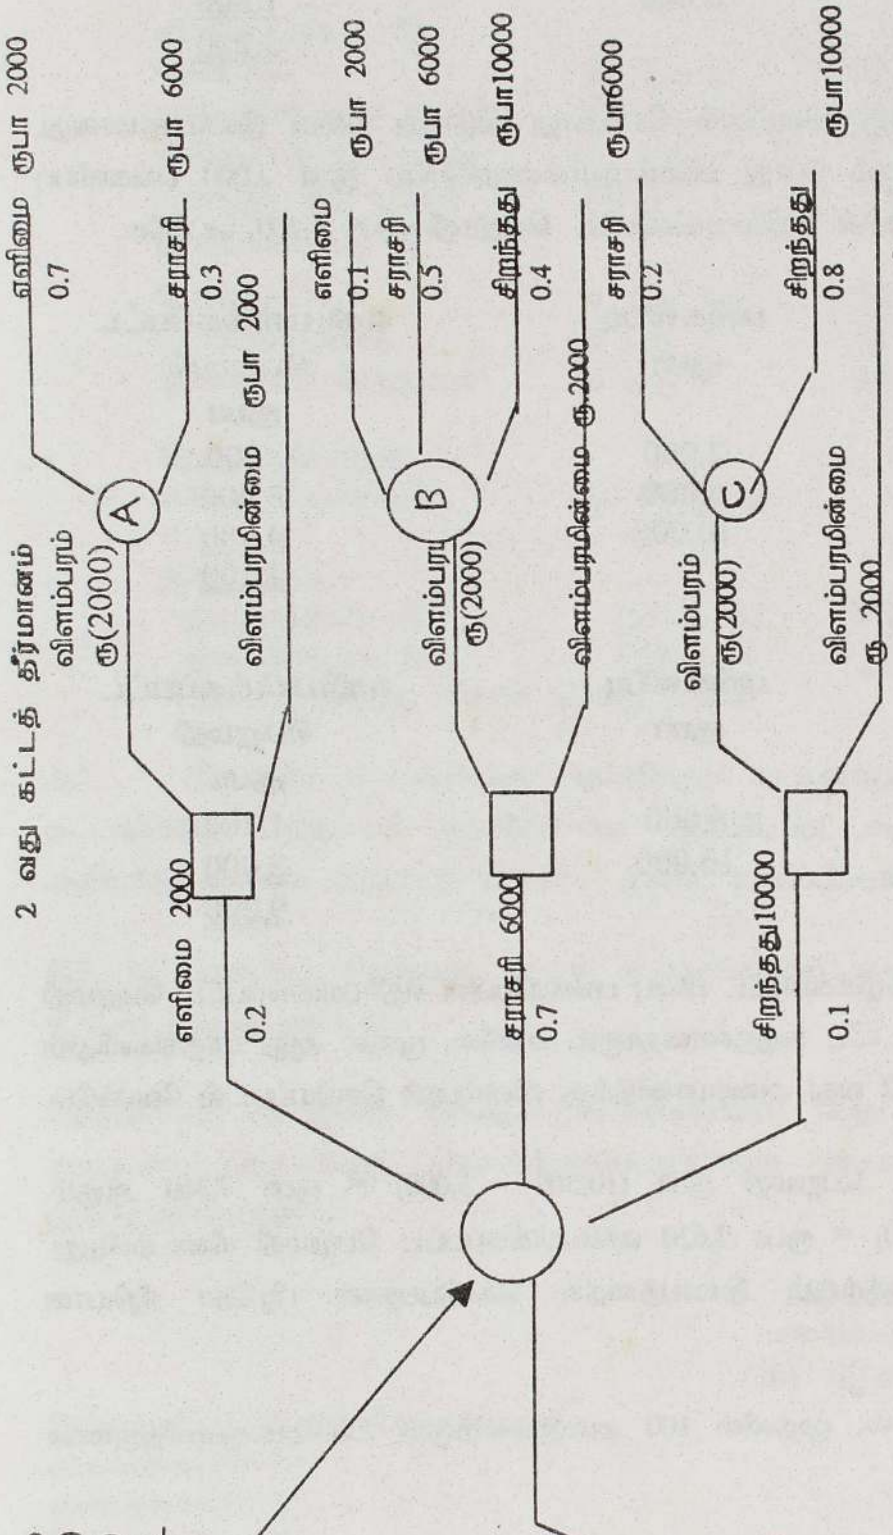 2 வது கட்டத் தீர்மானம்
விளம்பரம்
ரூ(2000)
A
எளிமை ரூபா 2000
0.7
சராசரி ரூபா 6000
0.3
எளிமை 2000
0.2
விளம்பரமின்மை ரூபா 2000
விளம்பரம்
ரூ(2000)
B
எளிமை ரூபா 2000
0.1
சராசரி ரூபா 6000
0.5
சிறந்தது ரூபா10000
0.4
சராசரி 6000
0.7
விளம்பரமின்மை ரூ.2000
விளம்பரம்
ரூ(2000)
C
சராசரி ரூபா6000
0.2
சிறந்தது ரூபா10000
0.8
சிறந்தது10000
0.1
விளம்பரமின்மை
ரூ 2000